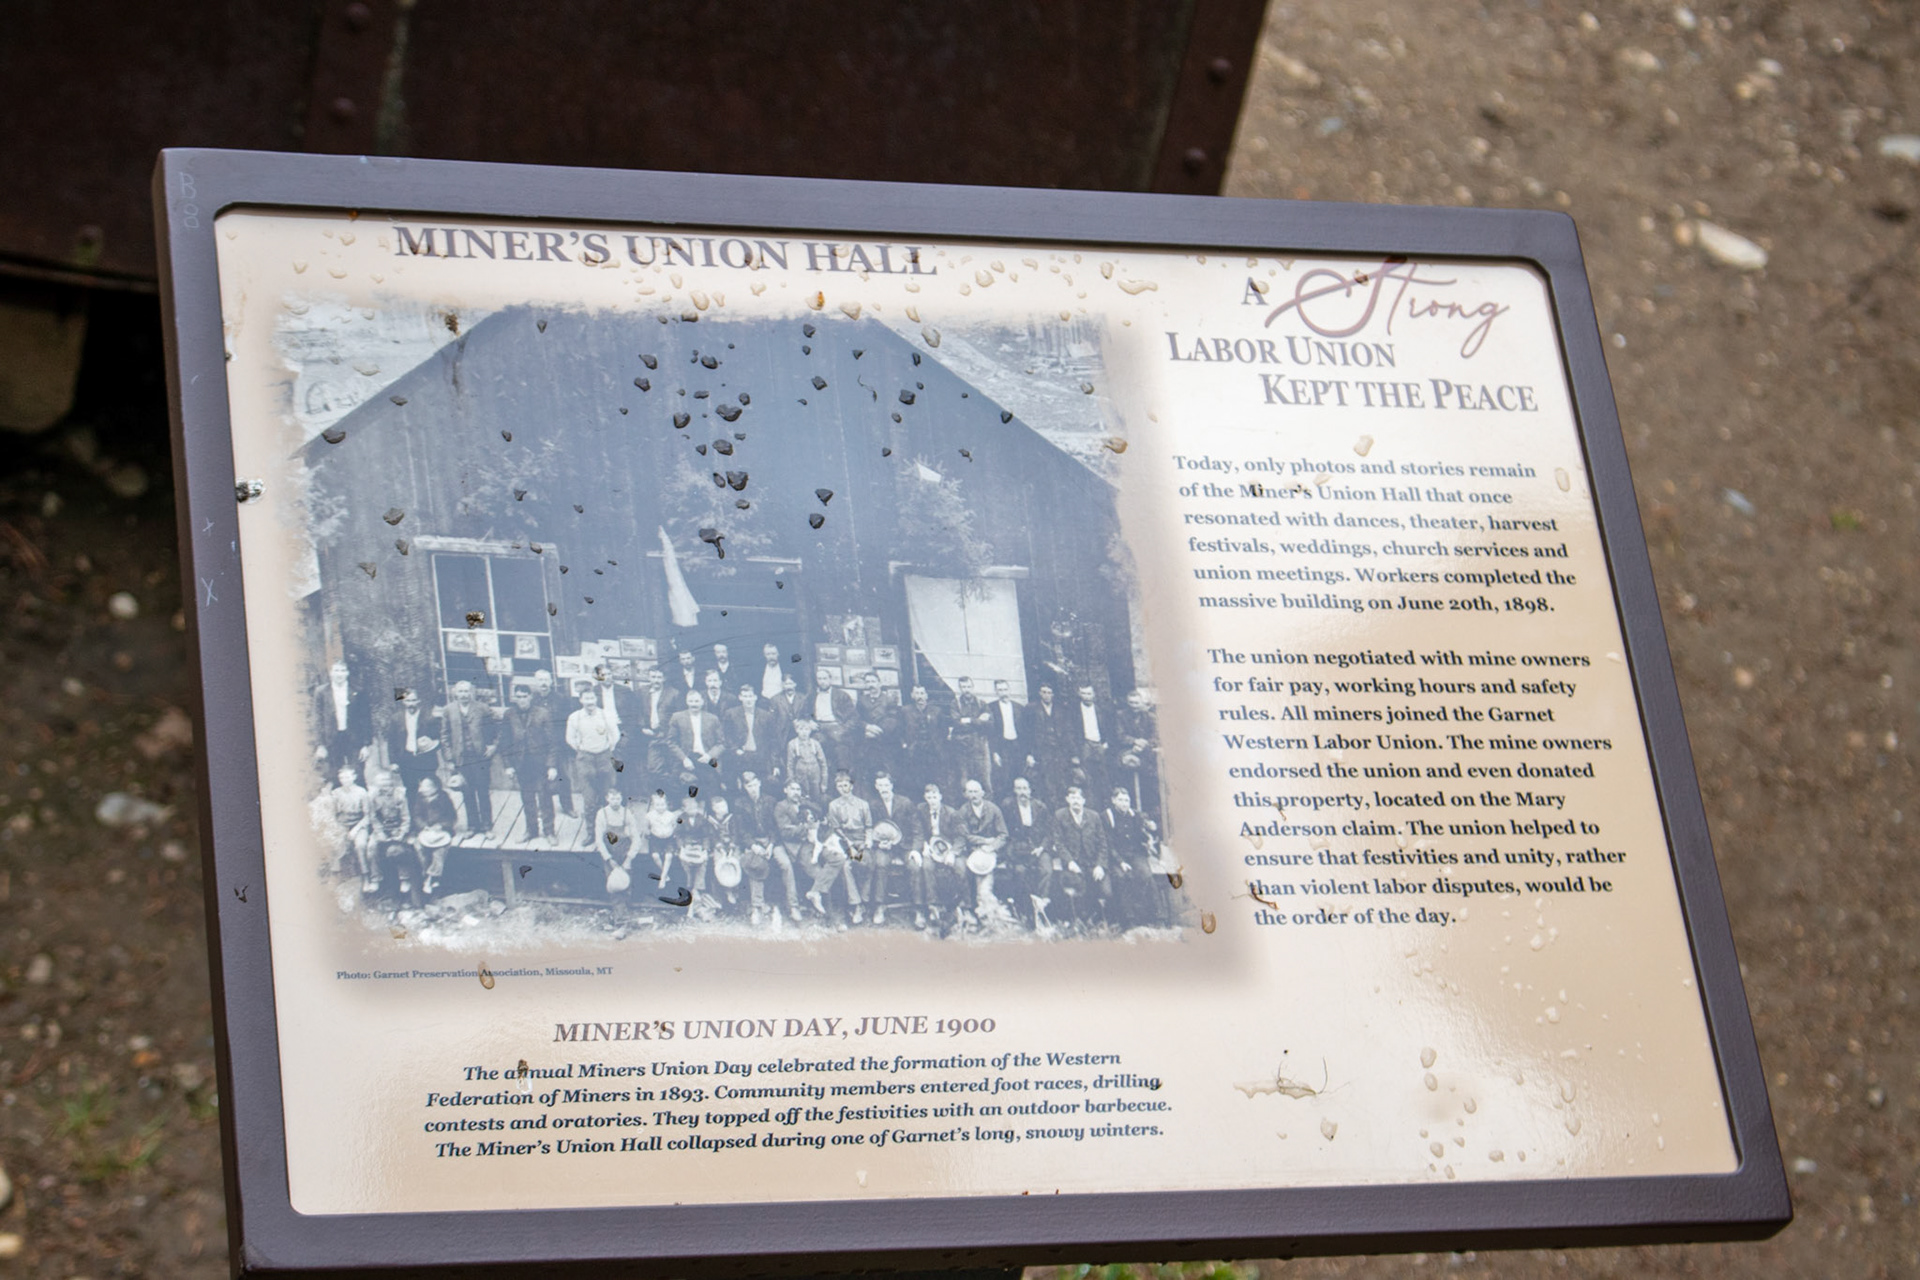 MINER'S UNION HALL
A Strong
LABOR UNION
KEPT THE PEACE
Today, only photos and stories remain
of the Miner's Union Hall that once
resonated with dances, theater, harvest
festivals, weddings, church services and
union meetings. Workers completed the
massive building on June 20th, 1898.
The union negotiated with mine owners
for fair pay, working hours and safety
rules. All miners joined the Garnet
Western Labor Union. The mine owners
endorsed the union and even donated
this property, located on the Mary
Anderson claim. The union helped to
ensure that festivities and unity, rather
than violent labor disputes, would be
the order of the day.
Photo: Garnet Preservation Association, Missoula, MT
MINER'S UNION DAY, JUNE 1900
The annual Miners Union Day celebrated the formation of the Western
Federation of Miners in 1893. Community members entered foot races, drilling
contests and oratories. They topped off the festivities with an outdoor barbecue.
The Miner's Union Hall collapsed during one of Garnet's long, snowy winters.